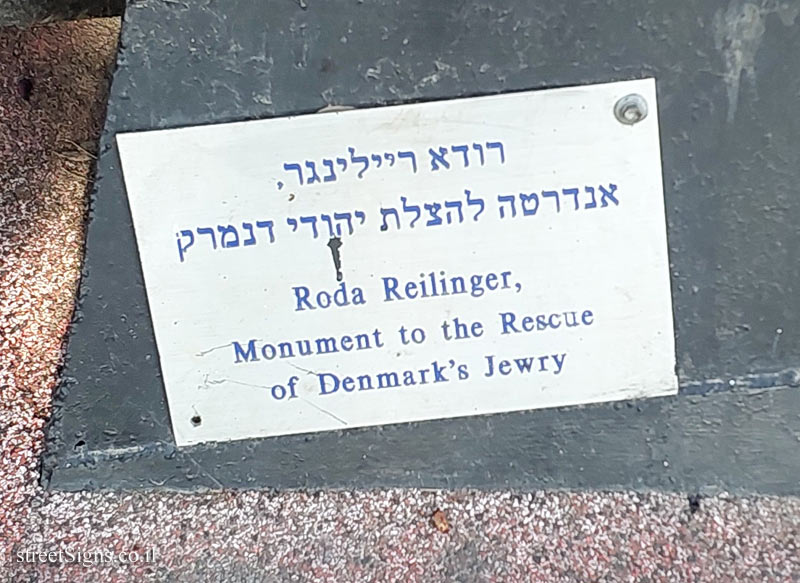 רודא ריילינגר,
אנדרטה להצלת יהודי דנמרק
Roda Reilinger,
Monument to the Rescue
of Denmark's Jewry
streetSigns.co.il